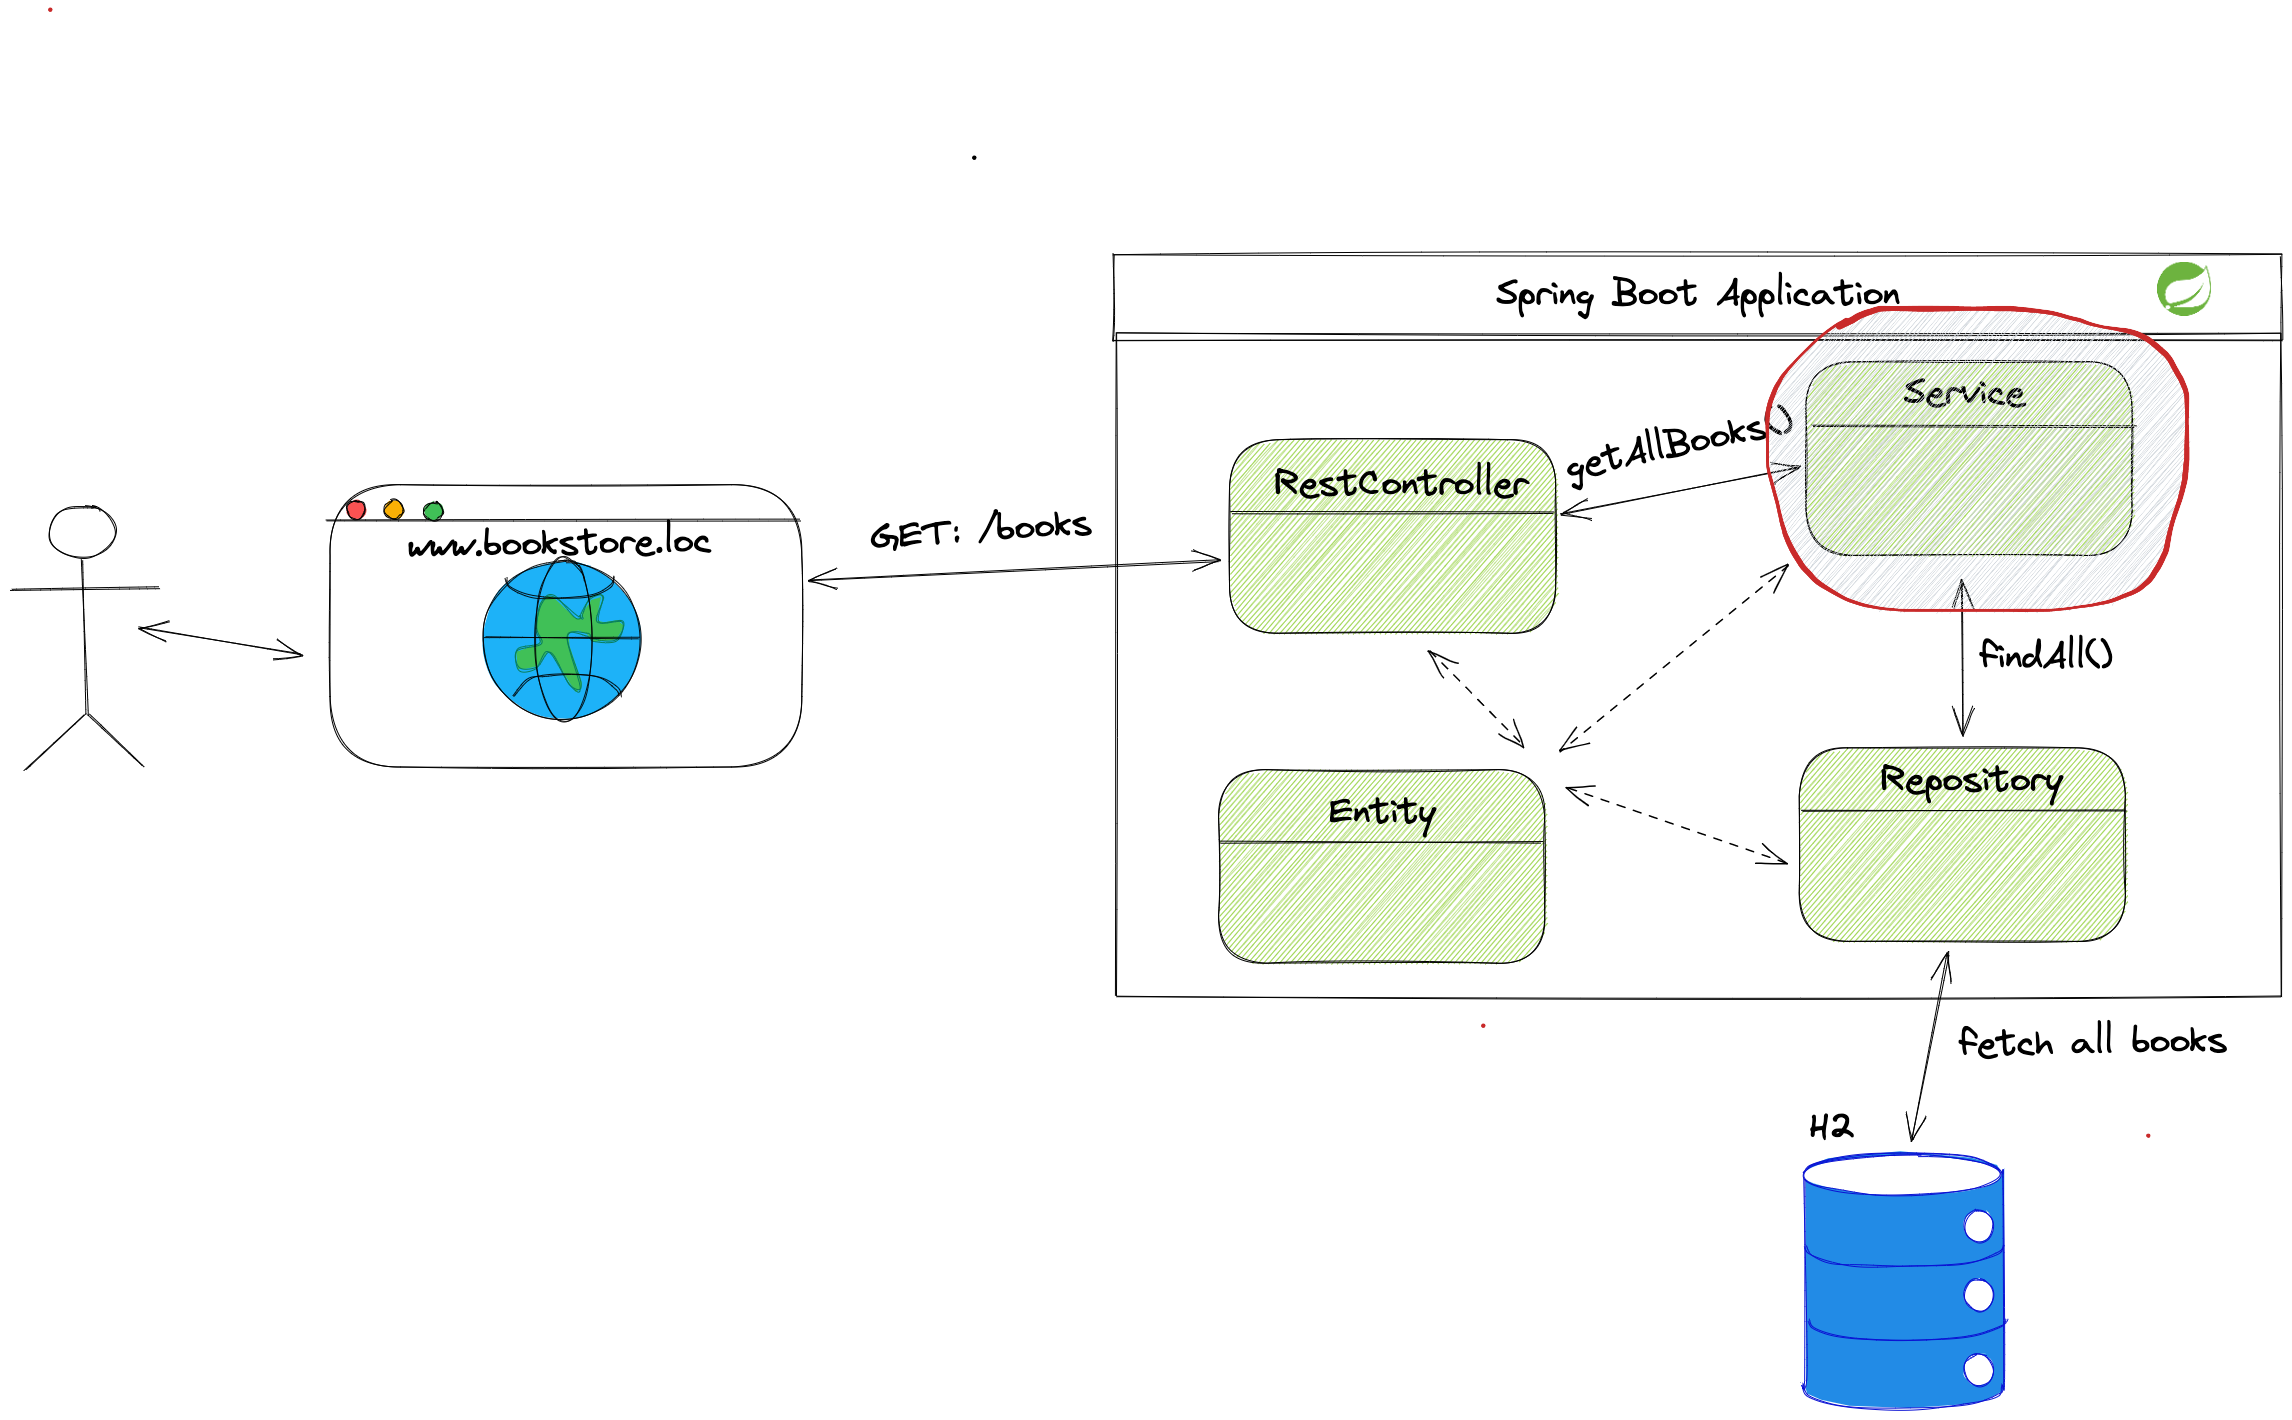 Spring Boot Application
Service
getAllBooks()
RestController
GET: /books
www.bookstore.loc
findAll()
Repository
Entity
fetch all books
H2